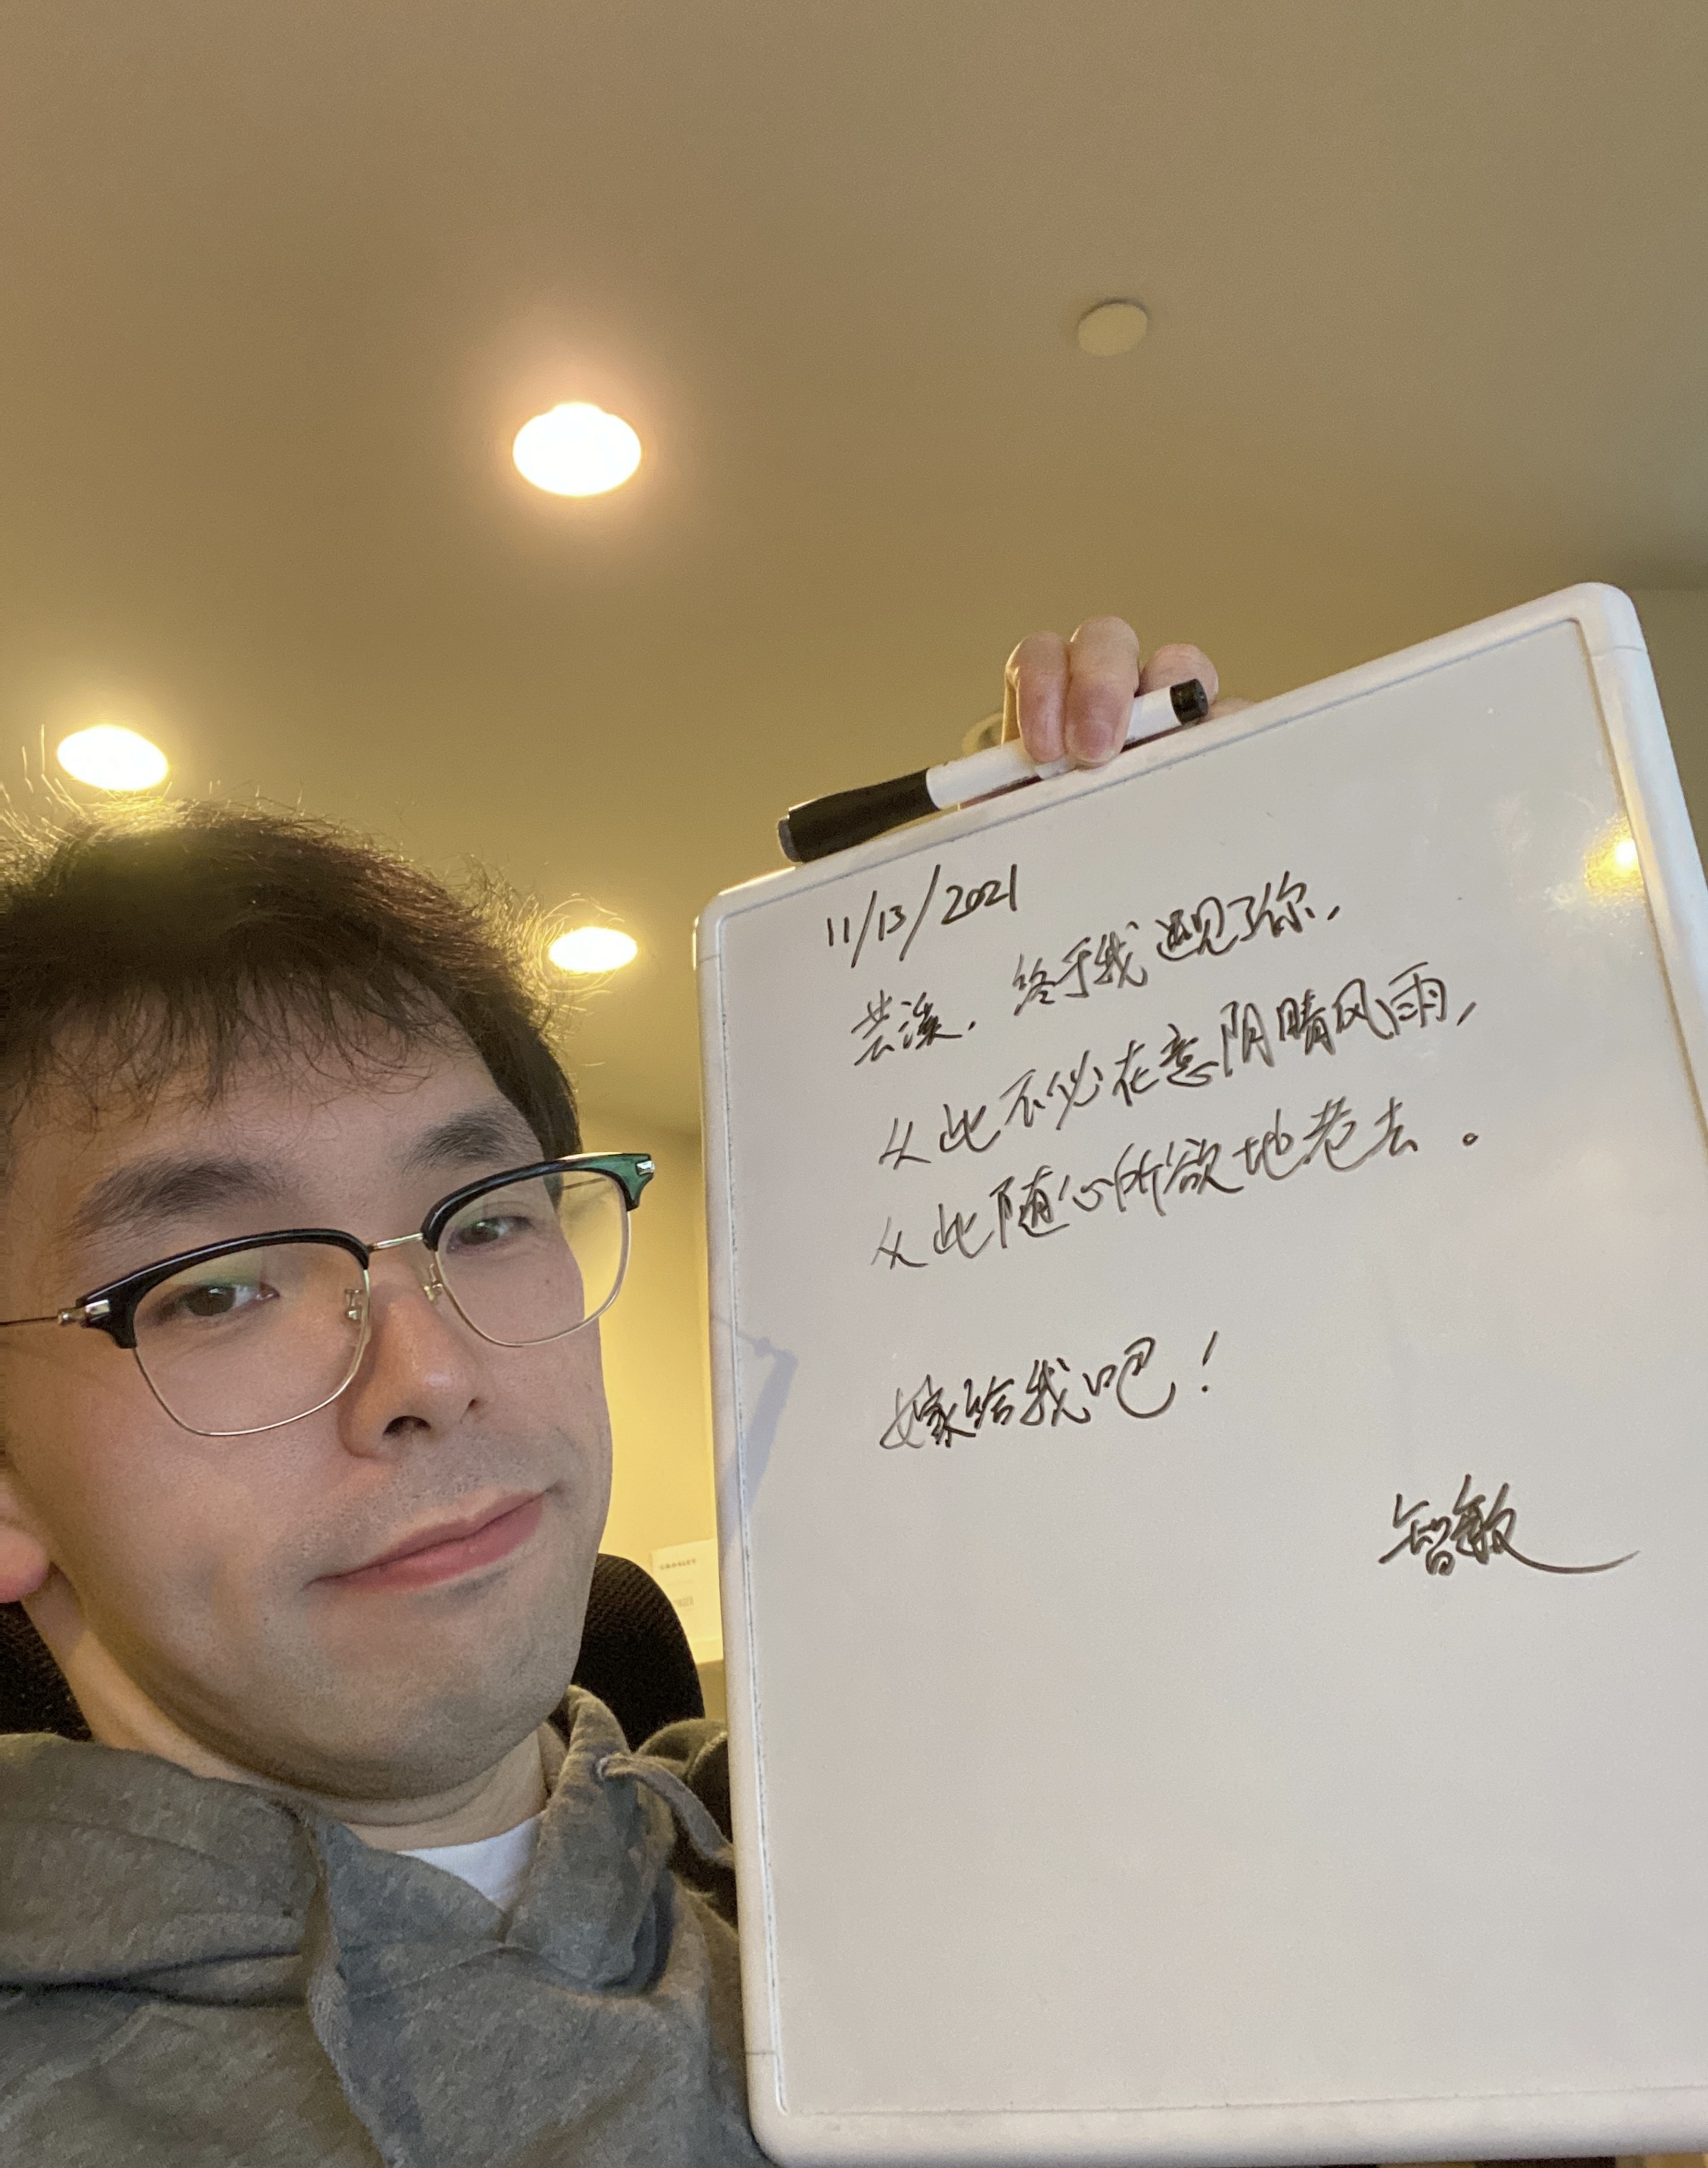 11/13/2021
芸溪，终于我遇见了你，
从此不必在意阴晴风雨，
从此随心所欲地老去。
嫁给我吧！
智敏